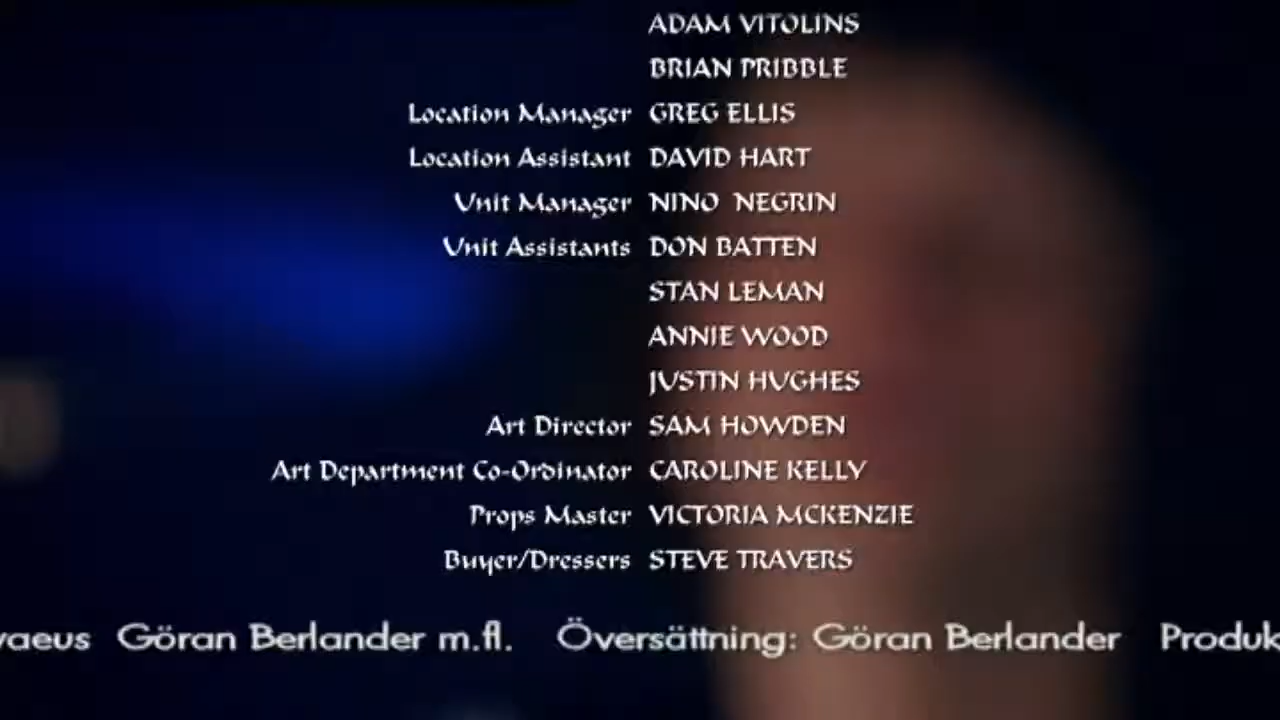 ADAM VITOLINS
BRIAN PRIBBLE
Location Manager GREG ELLIS
Location Assistant DAVID HART
Unit Manager NINO NEGRIN
Unit Assistants DON BATTEN
STAN LEMAN
ANNIE WOOD
JUSTIN HUGHES
Art Director SAM HOWDEN
Art Department Co-Ordinator CAROLINE KELLY
Props Master VICTORIA MCKENZIE
Buyer/Dressers STEVE TRAVERS
vaeus Göran Berlander m.fl. Översättning: Göran Berlander Produk